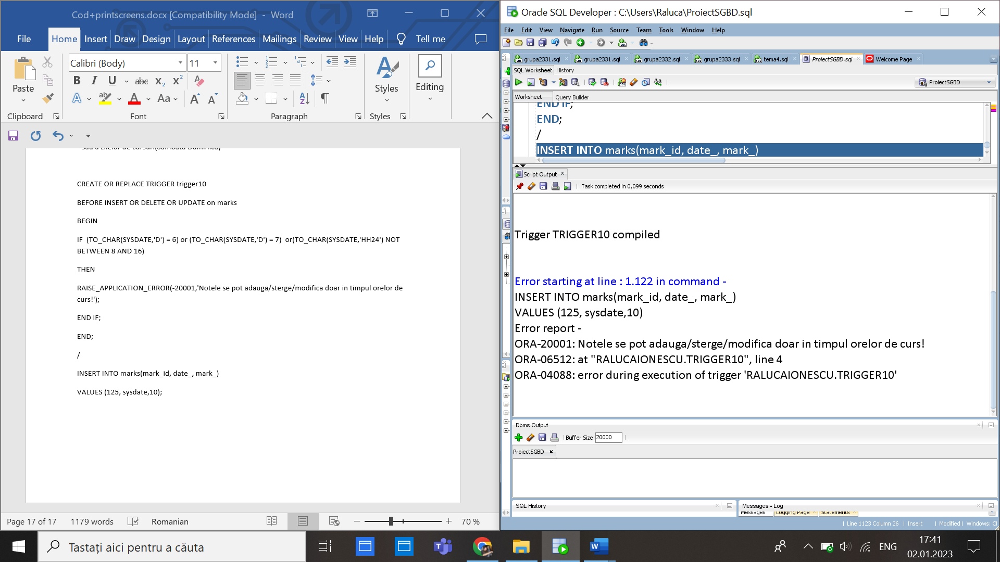 Cod+printscreens.docx [Compatibility Mode] - Word
File Home Insert Draw Design Layout References Mailings Review View Help Tell me
Calibri (Body) 11
Paste
Styles
Editing
Clipboard Font Paragraph Styles
CREATE OR REPLACE TRIGGER trigger10
BEFORE INSERT OR DELETE OR UPDATE on marks
BEGIN
IF (TO_CHAR(SYSDATE,'D') = 6) or (TO_CHAR(SYSDATE,'D') = 7) or(TO_CHAR(SYSDATE,'HH24') NOT
BETWEEN 8 AND 16)
THEN
RAISE_APPLICATION_ERROR(-20001,'Notele se pot adauga/sterge/modifica doar in timpul orelor de
curs!');
END IF;
END;
/
INSERT INTO marks(mark_id, date_, mark_)
VALUES (125, sysdate,10);
Page 17 of 17 1179 words Romanian 70 %
Oracle SQL Developer : C:\Users\Raluca\ProiectSGBD.sql
File Edit View Navigate Run Source Team Tools Window Help
grupa2331.sql grupa2331.sql grupa2332.sql grupa2333.sql tema4.sql ProiectSGBD.sql Welcome Page
SQL Worksheet History
ProiectSGBD
Worksheet Query Builder
END IF;
END;
/
INSERT INTO marks(mark_id, date_, mark_)
Script Output
Task completed in 0,099 seconds
Trigger TRIGGER10 compiled
Error starting at line : 1.122 in command -
INSERT INTO marks(mark_id, date_, mark_)
VALUES (125, sysdate,10)
Error report -
ORA-20001: Notele se pot adauga/sterge/modifica doar in timpul orelor de curs!
ORA-06512: at "RALUCAIONESCU.TRIGGER10", line 4
ORA-04088: error during execution of trigger 'RALUCAIONESCU.TRIGGER10'
Dbms Output
Buffer Size: 20000
ProiectSGBD
SQL History
Messages - Log
Messages Logging Page Statements
Line 1123 Column 26 Insert Modified Windows: Cl
Tastați aici pentru a căuta
ENG
17:41
02.01.2023